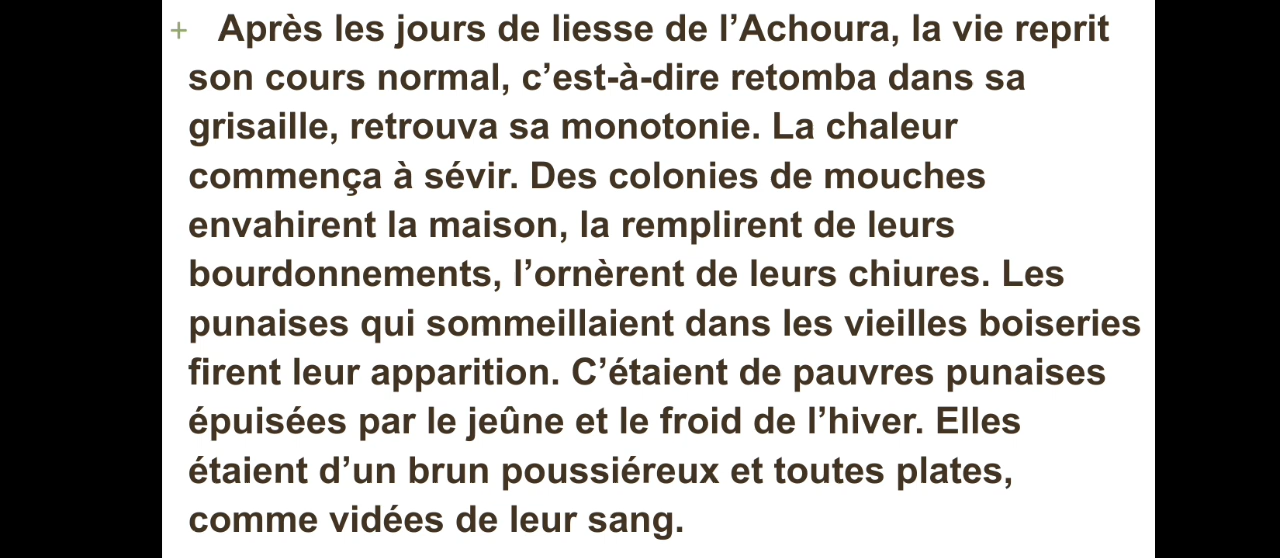 + Après les jours de liesse de l’Achoura, la vie reprit
son cours normal, c’est-à-dire retomba dans sa
grisaille, retrouva sa monotonie. La chaleur
commença à sévir. Des colonies de mouches
envahirent la maison, la remplirent de leurs
bourdonnements, l’ornèrent de leurs chiures. Les
punaises qui sommeillaient dans les vieilles boiseries
firent leur apparition. C’étaient de pauvres punaises
épuisées par le jeûne et le froid de l’hiver. Elles
étaient d’un brun poussiéreux et toutes plates,
comme vidées de leur sang.